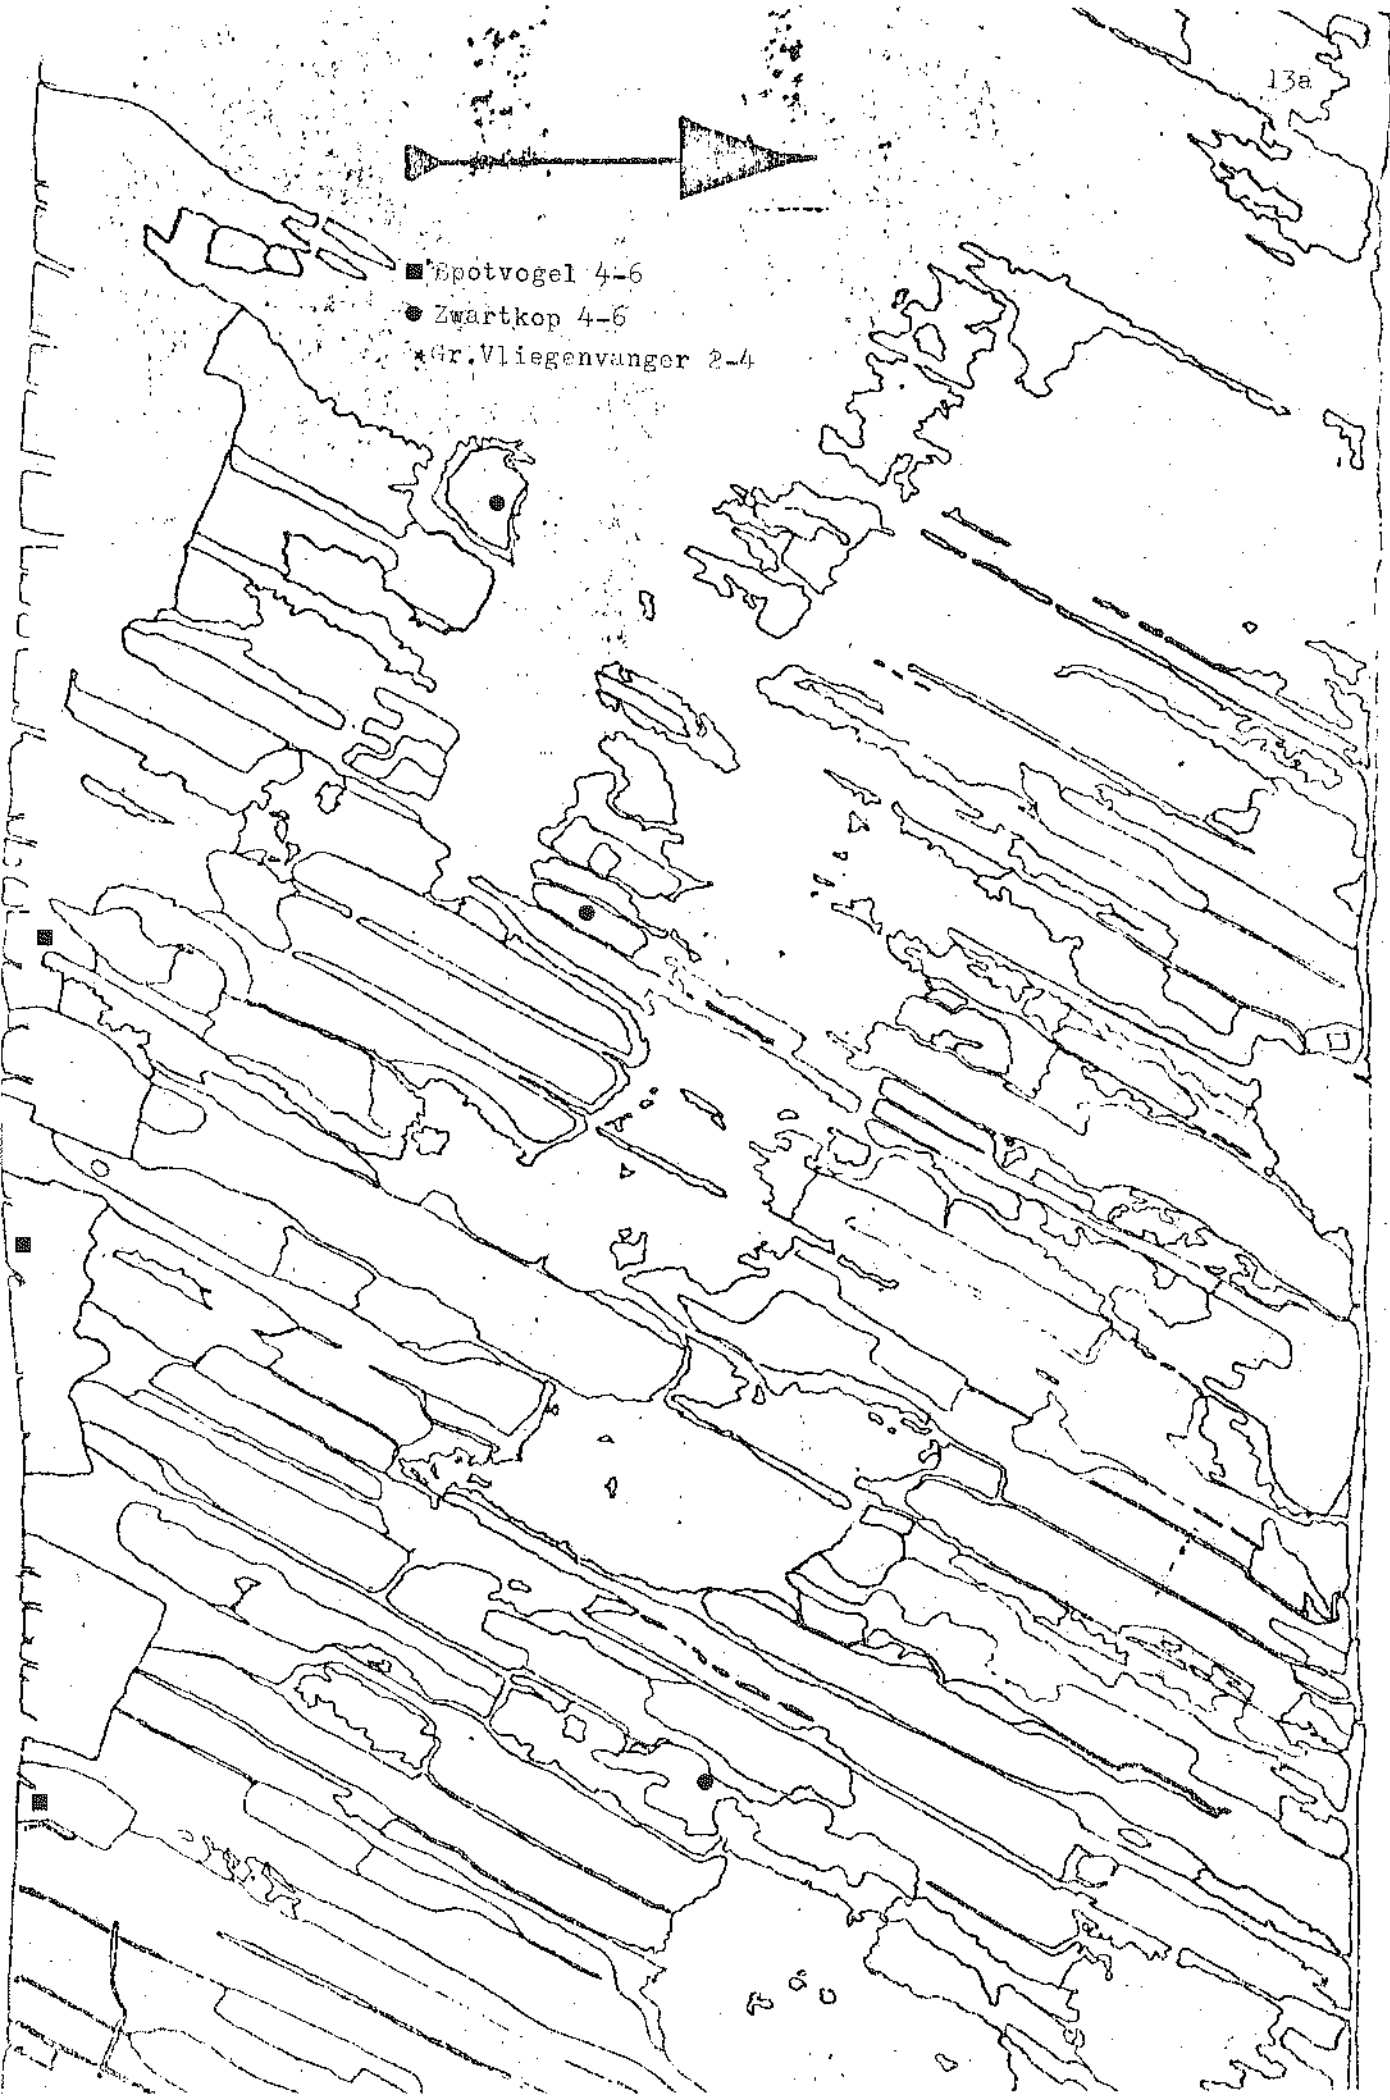 13a
■ Spotvogel 4-6
● Zwartkop 4-6
*Gr.Vliegenvanger 2-4